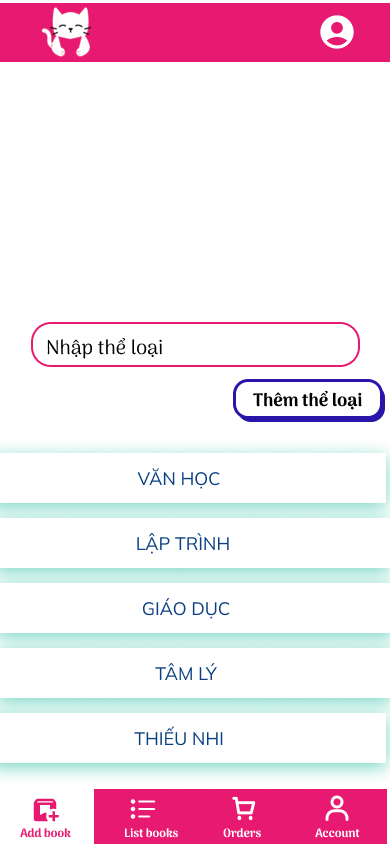 Nhập thể loại
Thêm thể loại
VĂN HỌC
LẬP TRÌNH
GIÁO DỤC
TÂM LÝ
THIẾU NHI
Add book
List books
Orders
Account